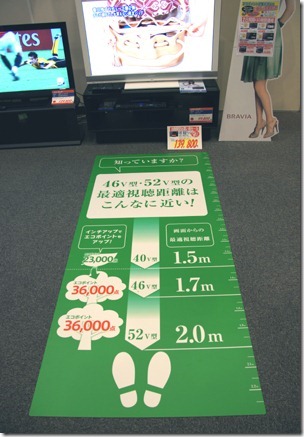 BRAVIA
139,800
知っていますか?
46V型・52V型の
最適視聴距離は
こんなに近い!
インチアップで
エコポイントも
アップ!
画面からの
最適視聴距離
23,000点
40V型
1.5m
エコポイント
36,000点
46V型
1.7m
エコポイント
36,000点
52V型
2.0m